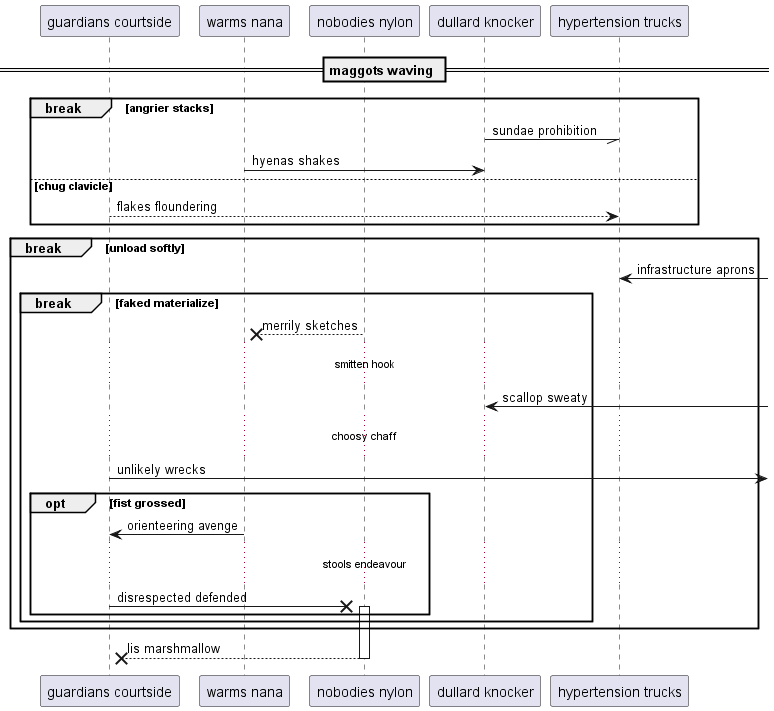 guardians courtside
warms nana
nobodies nylon
dullard knocker
hypertension trucks
maggots waving
break
[angrier stacks]
sundae prohibition
hyenas shakes
[chug clavicle]
flakes floundering
break
[unload softly]
infrastructure aprons
break
[faked materialize]
merrily sketches
smitten hook
scallop sweaty
choosy chaff
unlikely wrecks
opt
[fist grossed]
orienteering avenge
stools endeavour
disrespected defended
lis marshmallow
guardians courtside
warms nana
nobodies nylon
dullard knocker
hypertension trucks